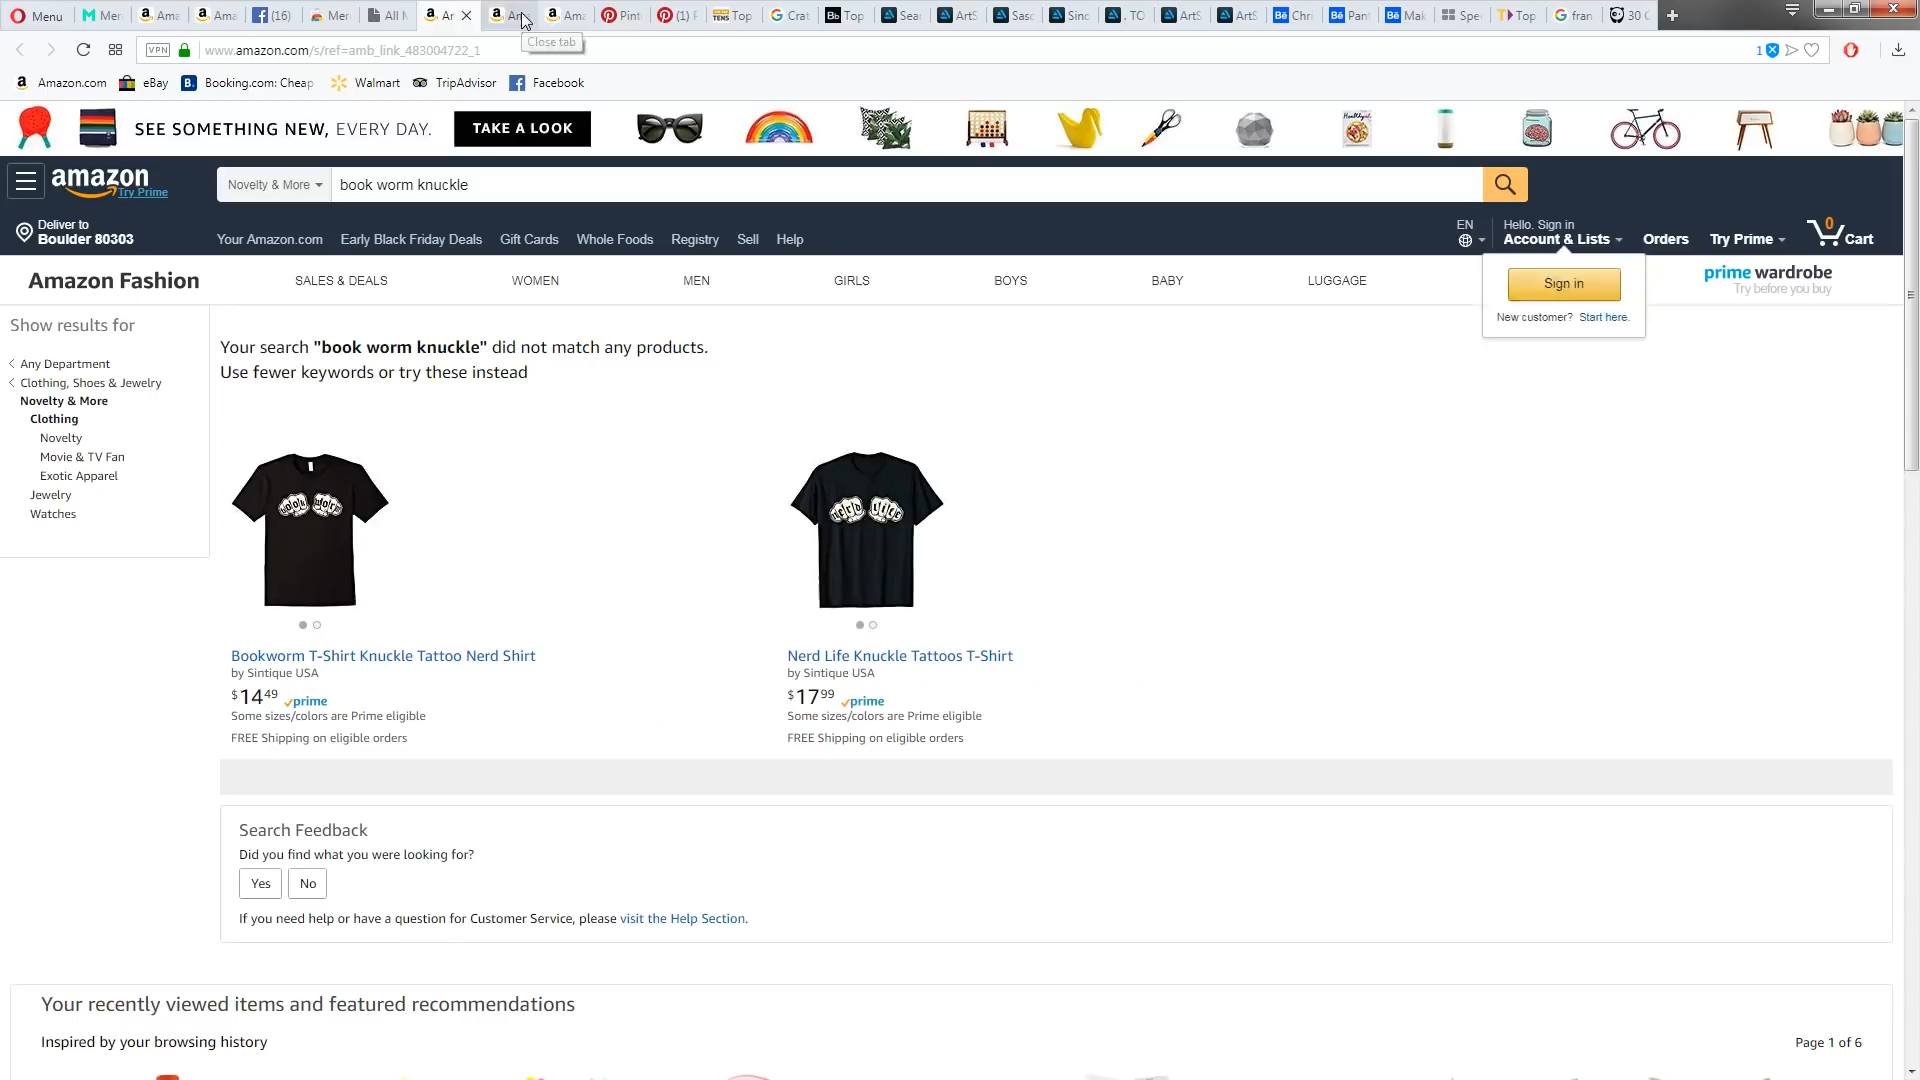 Menu
Mer
Ama
Ama
(16)
Mer
All M
Ar
Am
Ama
Pint
(1) F
Top
Crat
Top
Sear
ArtS
Sasc
Sinc
. TO
ArtS
ArtS
Chri
Pan
Mak
Spe
Top
fran
30 C
Close tab
VPN
www.amazon.com/s/ref=amb_link_483004722_1
1
Amazon.com
eBay
Booking.com: Cheap
Walmart
TripAdvisor
Facebook
SEE SOMETHING NEW, EVERY DAY.
TAKE A LOOK
amazon
Try Prime
Novelty & More
book worm knuckle
Deliver to
Boulder 80303
Your Amazon.com
Early Black Friday Deals
Gift Cards
Whole Foods
Registry
Sell
Help
EN
Hello. Sign in
Account & Lists
Orders
Try Prime
0
Cart
Amazon Fashion
SALES & DEALS
WOMEN
MEN
GIRLS
BOYS
BABY
LUGGAGE
prime wardrobe
Try before you buy
Sign in
New customer? Start here.
Show results for
Any Department
Clothing, Shoes & Jewelry
Novelty & More
Clothing
Novelty
Movie & TV Fan
Exotic Apparel
Jewelry
Watches
Your search "book worm knuckle" did not match any products.
Use fewer keywords or try these instead
book worm
nerd life
Bookworm T-Shirt Knuckle Tattoo Nerd Shirt
by Sintique USA
$14 49 prime
Some sizes/colors are Prime eligible
FREE Shipping on eligible orders
Nerd Life Knuckle Tattoos T-Shirt
by Sintique USA
$17 99 prime
Some sizes/colors are Prime eligible
FREE Shipping on eligible orders
Search Feedback
Did you find what you were looking for?
Yes
No
If you need help or have a question for Customer Service, please visit the Help Section.
Your recently viewed items and featured recommendations
Inspired by your browsing history
Page 1 of 6